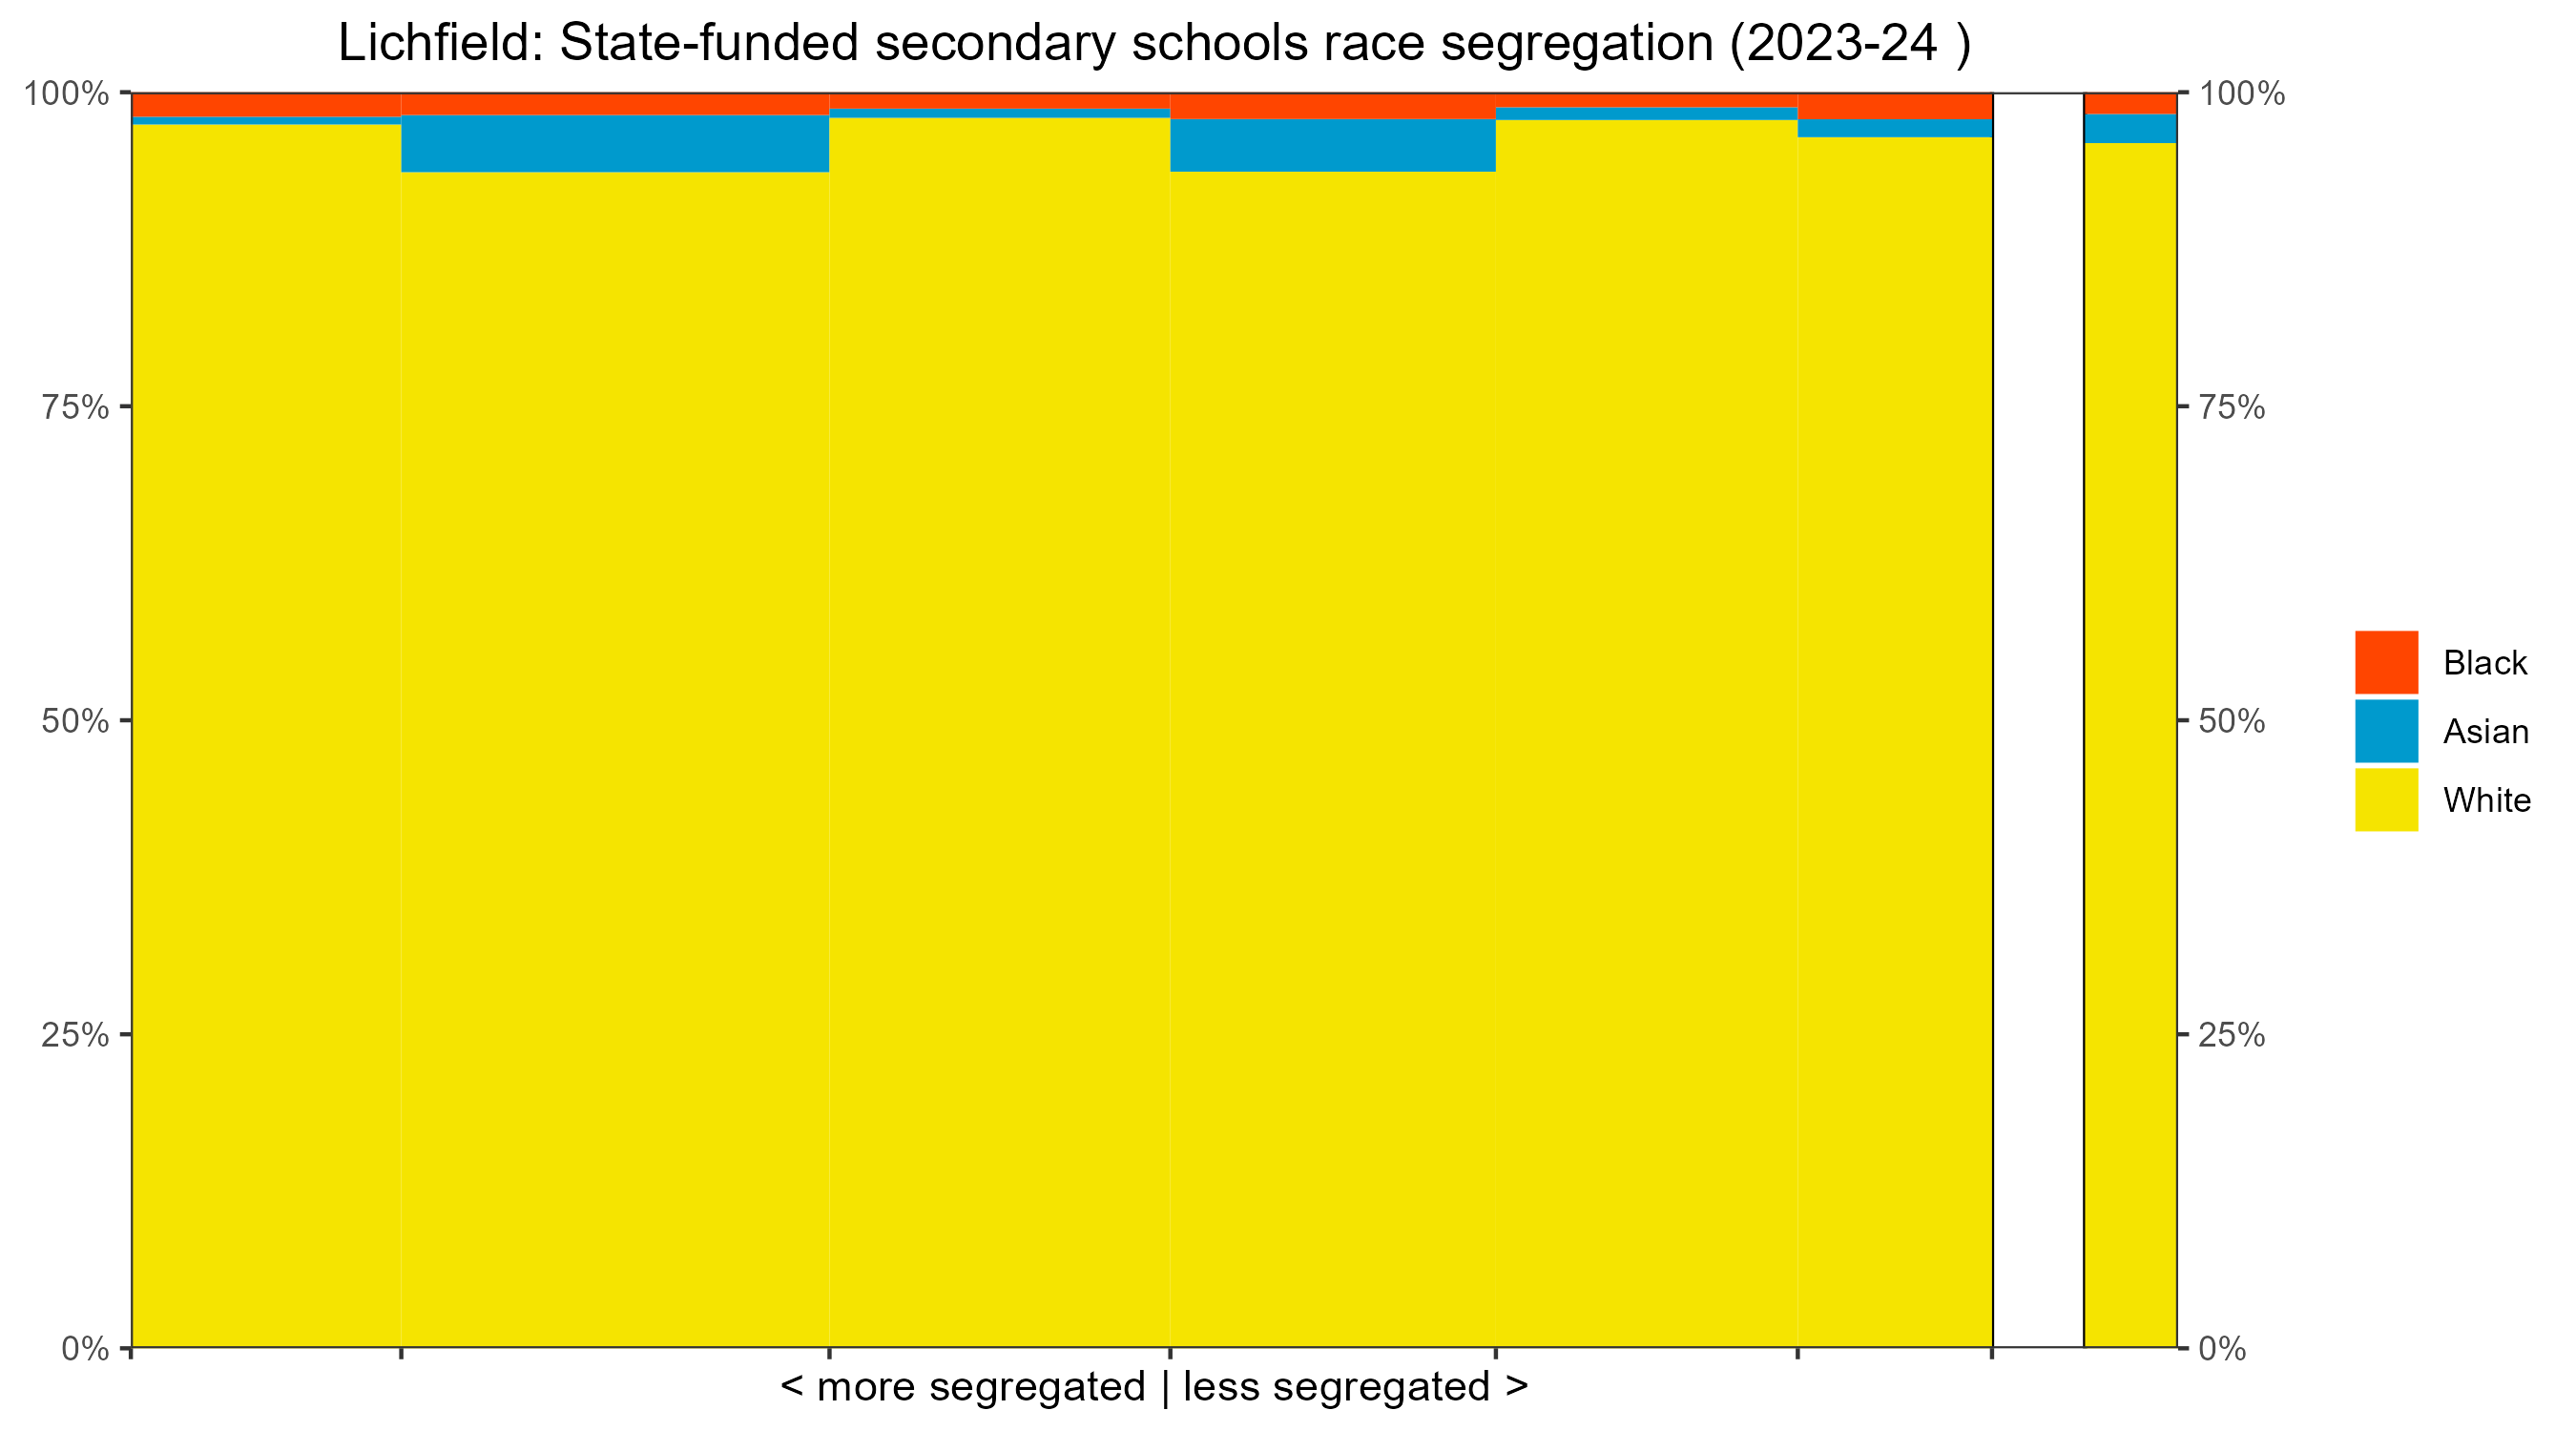 Lichfield: State-funded secondary schools race segregation (2023-24 )
100%
75%
50%
25%
0%
100%
75%
50%
25%
0%
Black
Asian
White
< more segregated | less segregated >